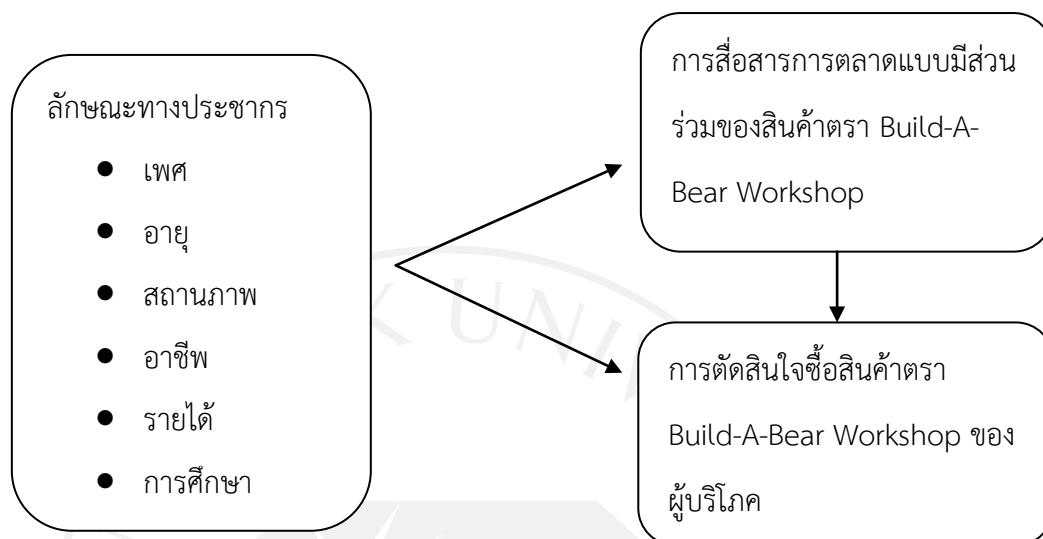 ลักษณะทางประชากร
● เพศ
● อายุ
● สถานภาพ
● อาชีพ
● รายได้
● การศึกษา
การสื่อสารการตลาดแบบมีส่วน
ร่วมของสินค้าตรา Build-A-
Bear Workshop
การตัดสินใจซื้อสินค้าตรา
Build-A-Bear Workshop ของ
ผู้บริโภค
K UNIV